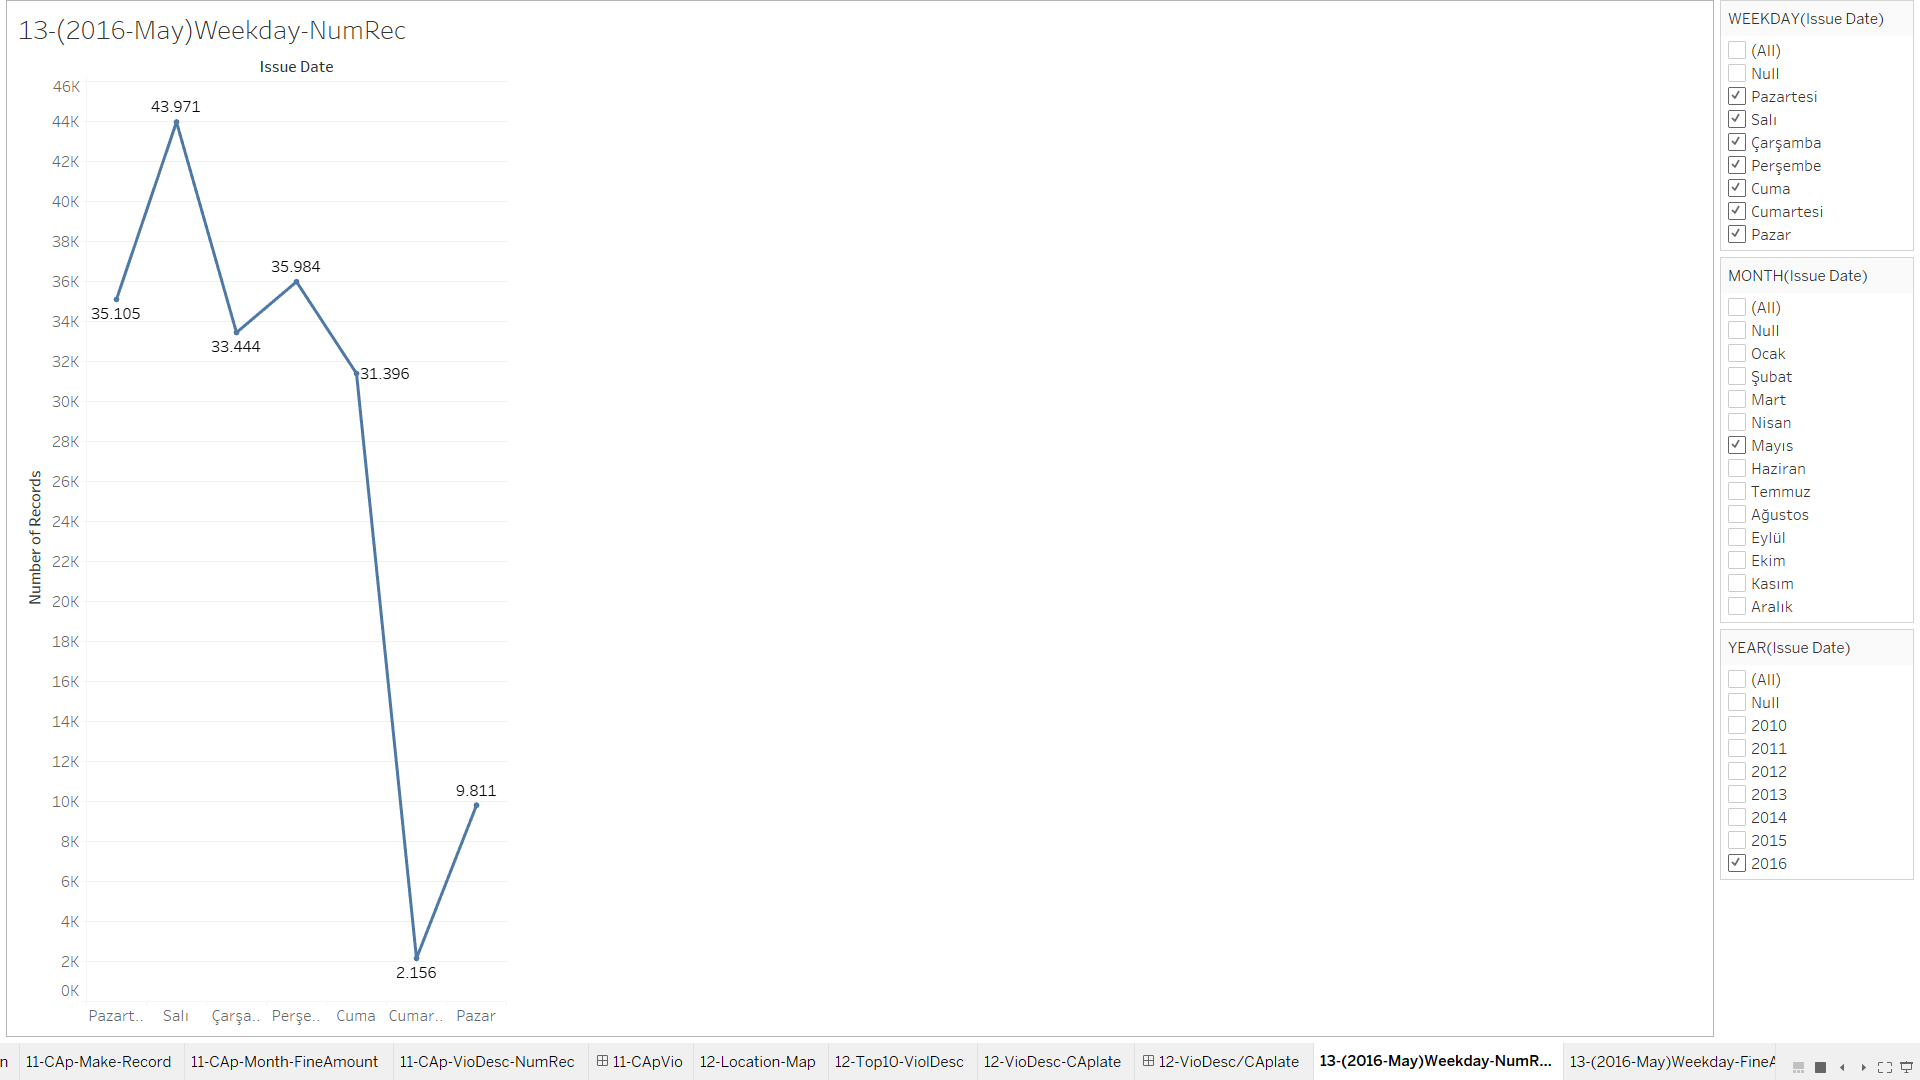 13-(2016-May)Weekday-NumRec
Issue Date
46K
44K
42K
40K
38K
36K
34K
32K
30K
28K
26K
24K
22K
20K
18K
16K
14K
12K
10K
8K
6K
4K
2K
0K
Number of Records
43.971
35.984
35.105
33.444
31.396
9.811
2.156
Pazart.. Salı Çarşa.. Perşe.. Cuma Cumar.. Pazar
WEEKDAY(Issue Date)
(All)
Null
Pazartesi
Salı
Çarşamba
Perşembe
Cuma
Cumartesi
Pazar
MONTH(Issue Date)
(All)
Null
Ocak
Şubat
Mart
Nisan
Mayıs
Haziran
Temmuz
Ağustos
Eylül
Ekim
Kasım
Aralık
YEAR(Issue Date)
(All)
Null
2010
2011
2012
2013
2014
2015
2016
n 11-CAp-Make-Record 11-CAp-Month-FineAmount 11-CAp-VioDesc-NumRec 11-CApVio 12-Location-Map 12-Top10-ViolDesc 12-VioDesc-CAplate 12-VioDesc/CAplate 13-(2016-May)Weekday-NumR... 13-(2016-May)Weekday-FineA